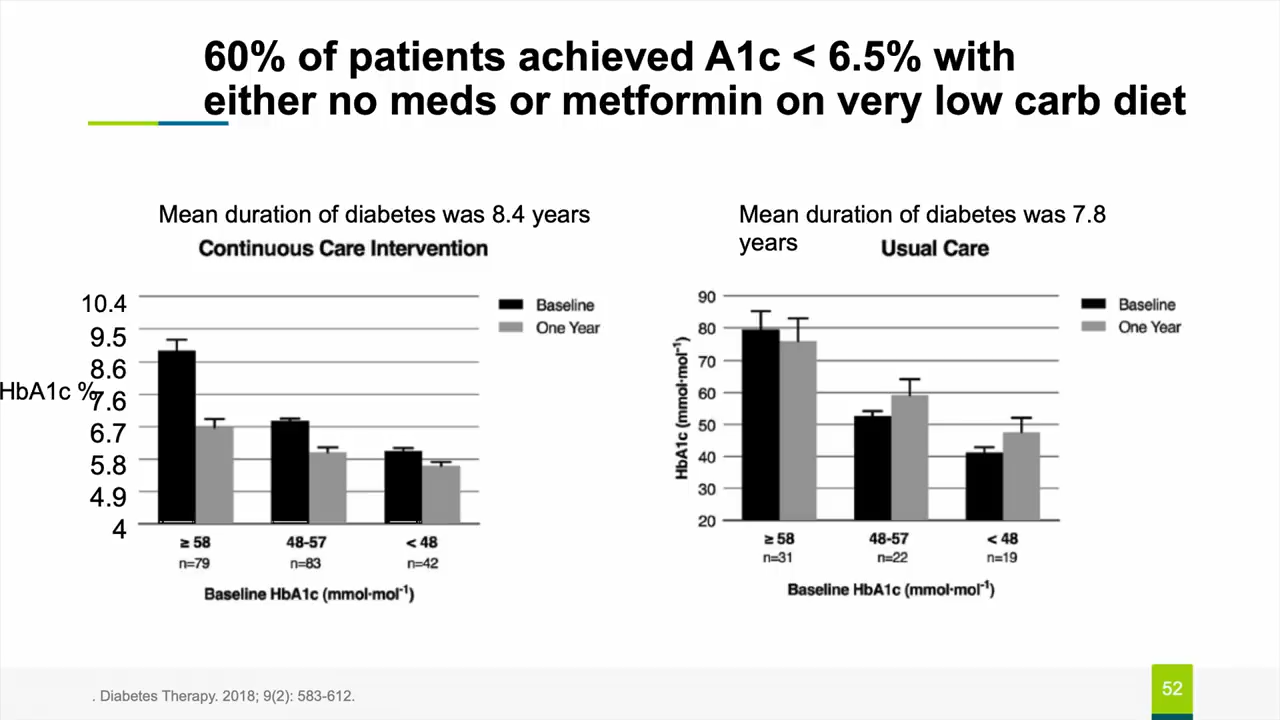 60% of patients achieved A1c < 6.5% with
either no meds or metformin on very low carb diet
Mean duration of diabetes was 8.4 years
Continuous Care Intervention
10.4
9.5
8.6
HbA1c %
7.6
6.7
5.8
4.9
4
Baseline
One Year
≥ 58
48-57
< 48
n=79
n=83
n=42
Baseline HbA1c (mmol·mol⁻¹)
Mean duration of diabetes was 7.8
years
Usual Care
HbA1c (mmol·mol⁻¹)
90
80
70
60
50
40
30
20
Baseline
One Year
≥ 58
48-57
< 48
n=31
n=22
n=19
Baseline HbA1c (mmol·mol⁻¹)
. Diabetes Therapy. 2018; 9(2): 583-612.
52